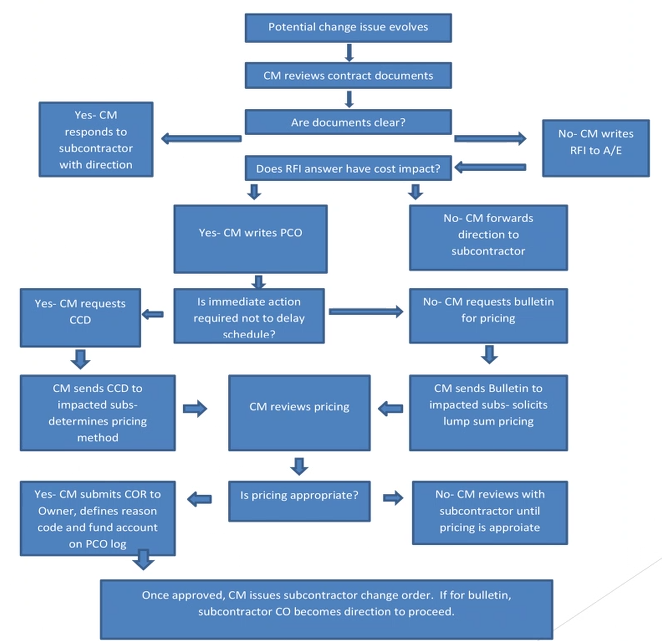 Potential change issue evolves
CM reviews contract documents
Are documents clear?
Yes- CM
responds to
subcontractor
with direction
No- CM writes
RFI to A/E
Does RFI answer have cost impact?
Yes- CM writes PCO
No- CM forwards
direction to
subcontractor
Yes- CM requests
CCD
Is immediate action
required not to delay
schedule?
No- CM requests bulletin
for pricing
CM sends CCD to
impacted subs-
determines pricing
method
CM reviews pricing
CM sends Bulletin to
impacted subs- solicits
lump sum pricing
Yes- CM submits COR to
Owner, defines reason
code and fund account
on PCO log
Is pricing appropriate?
No- CM reviews with
subcontractor until
pricing is approiate
Once approved, CM issues subcontractor change order.  If for bulletin,
subcontractor CO becomes direction to proceed.